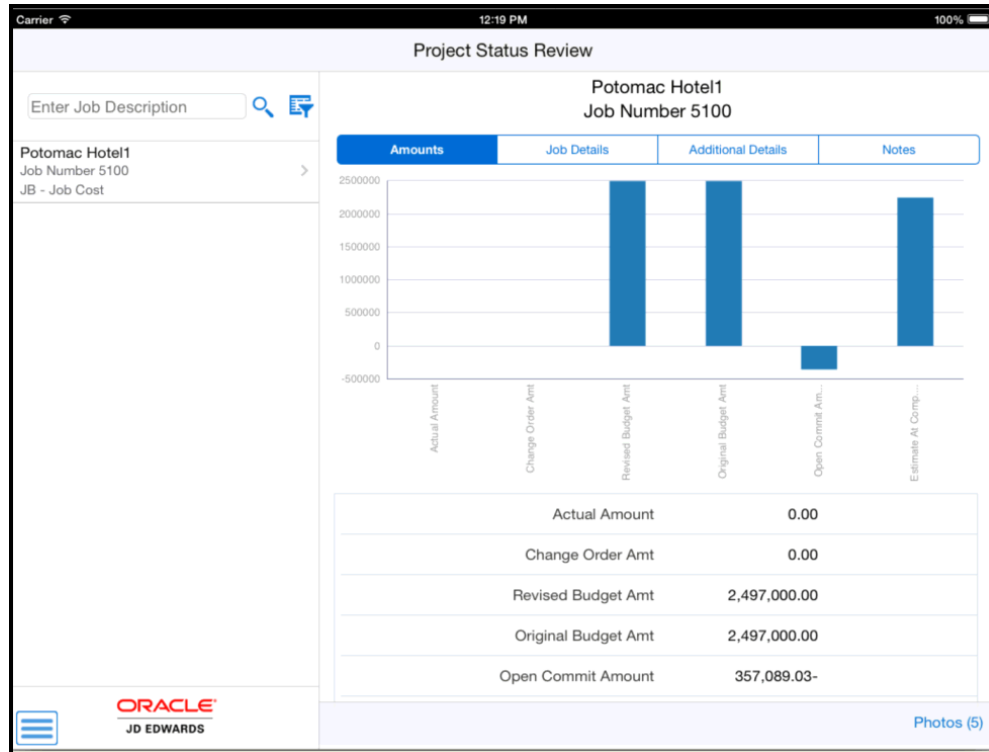 Carrier 12:19 PM 100%
Project Status Review
Enter Job Description
Potomac Hotel1
Job Number 5100
JB - Job Cost
Potomac Hotel1
Job Number 5100
Amounts Job Details Additional Details Notes
2500000
2000000
1500000
1000000
500000
0
-500000
Actual Amount
Change Order Amt
Revised Budget Amt
Original Budget Amt
Open Commit Am...
Estimate At Comp...
Actual Amount 0.00
Change Order Amt 0.00
Revised Budget Amt 2,497,000.00
Original Budget Amt 2,497,000.00
Open Commit Amount 357,089.03-
ORACLE
JD EDWARDS
Photos (5)